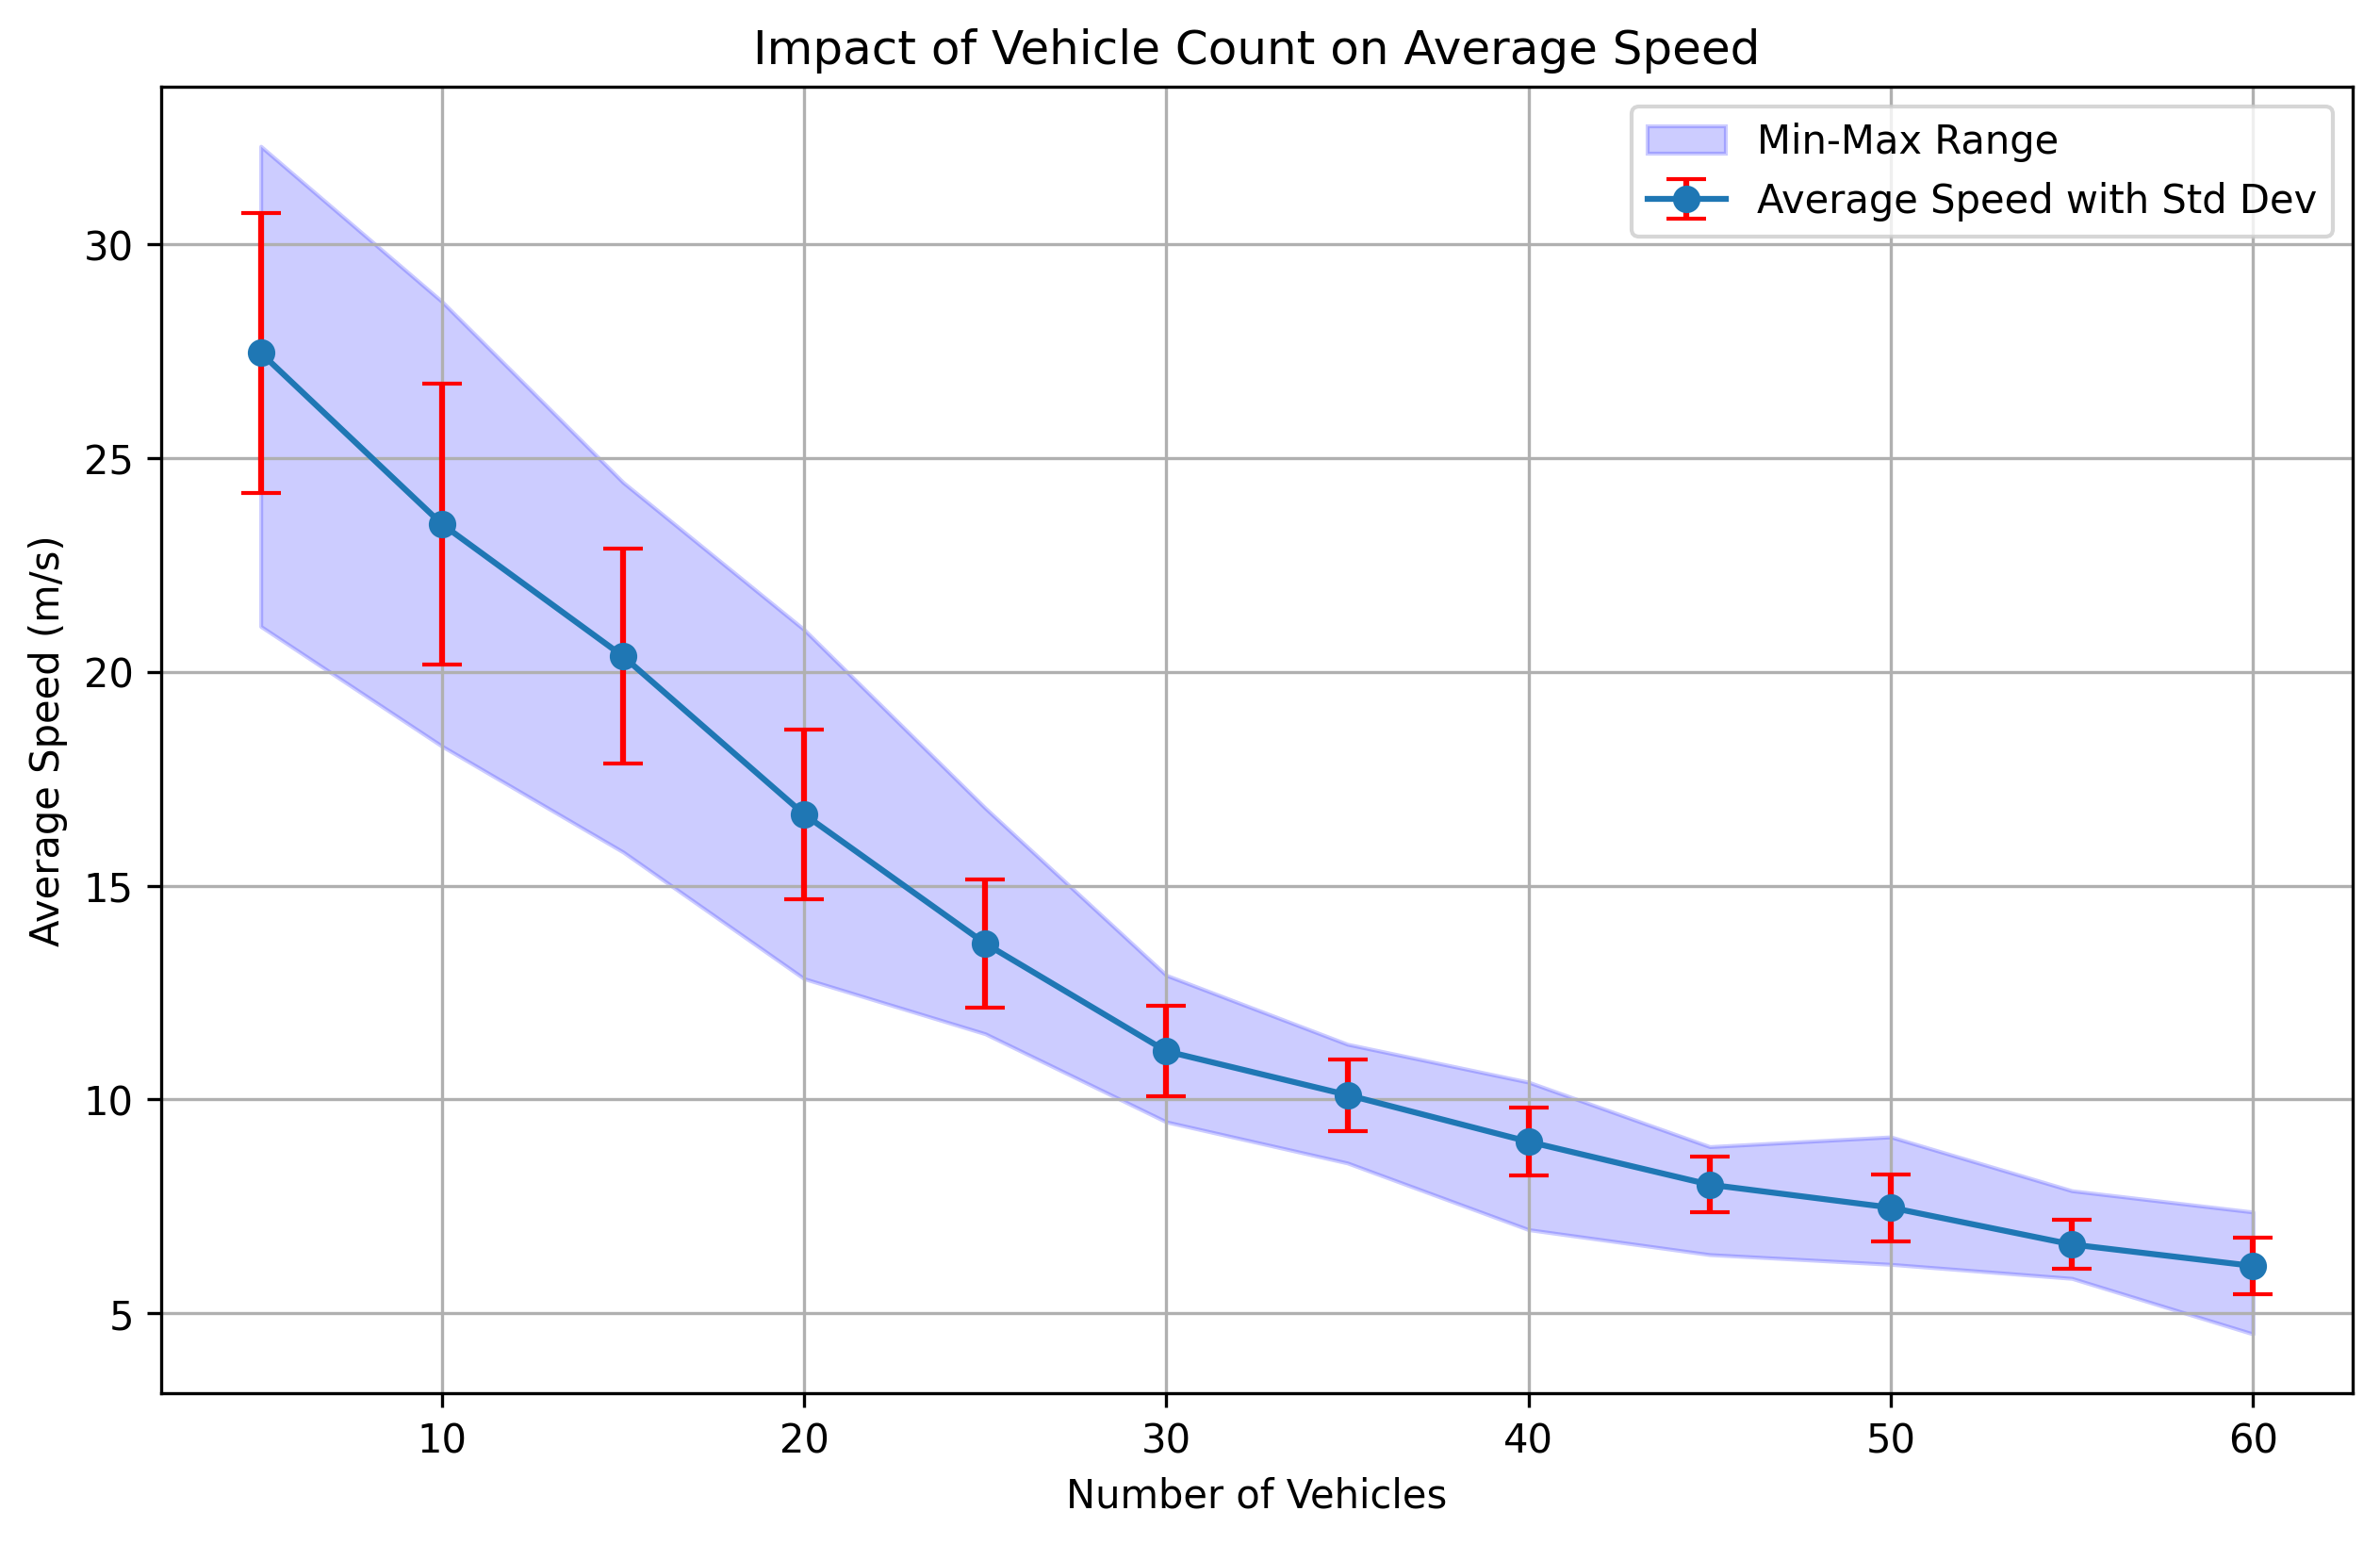 Impact of Vehicle Count on Average Speed
Min-Max Range
Average Speed with Std Dev
Average Speed (m/s)
30
25
20
15
10
5
10 20 30 40 50 60
Number of Vehicles